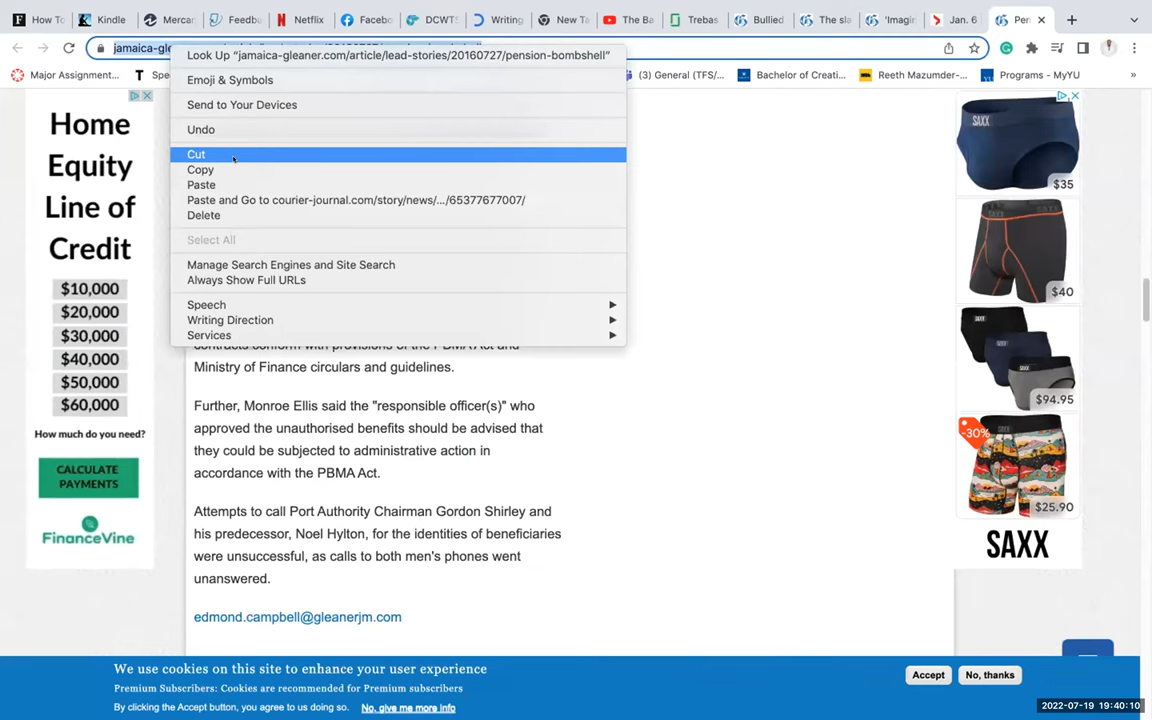 How To
Kindle
Mercar
Feedba
Netflix
Facebo
DCWT
Writing
New Ta
The Ba
Trebas
Bullied
The sla
'Imagin
Jan. 6
Pen
jamaica-gle
Look Up "jamaica-gleaner.com/article/lead-stories/20160727/pension-bombshell"
Emoji & Symbols
Send to Your Devices
Undo
Cut
Copy
Paste
Paste and Go to courier-journal.com/story/news/.../65377677007/
Delete
Select All
Manage Search Engines and Site Search
Always Show Full URLs
Speech
Writing Direction
Services
Major Assignment...
Spe
(3) General (TFS/...
Bachelor of Creati...
Reeth Mazumder-...
Programs - MyYU
Home
Equity
Line of
Credit
$10,000
$20,000
$30,000
$40,000
$50,000
$60,000
How much do you need?
CALCULATE
PAYMENTS
FinanceVine
contracts conform with provisions of the PBMA Act and
Ministry of Finance circulars and guidelines.
Further, Monroe Ellis said the "responsible officer(s)" who
approved the unauthorised benefits should be advised that
they could be subjected to administrative action in
accordance with the PBMA Act.
Attempts to call Port Authority Chairman Gordon Shirley and
his predecessor, Noel Hylton, for the identities of beneficiaries
were unsuccessful, as calls to both men's phones went
unanswered.
edmond.campbell@gleanerjm.com
SAXX
$35
$40
$94.95
-30%
$25.90
SAXX
We use cookies on this site to enhance your user experience
Premium Subscribers: Cookies are recommended for Premium subscribers
By clicking the Accept button, you agree to us doing so. No, give me more info
Accept
No, thanks
2022-07-19 19:40:10